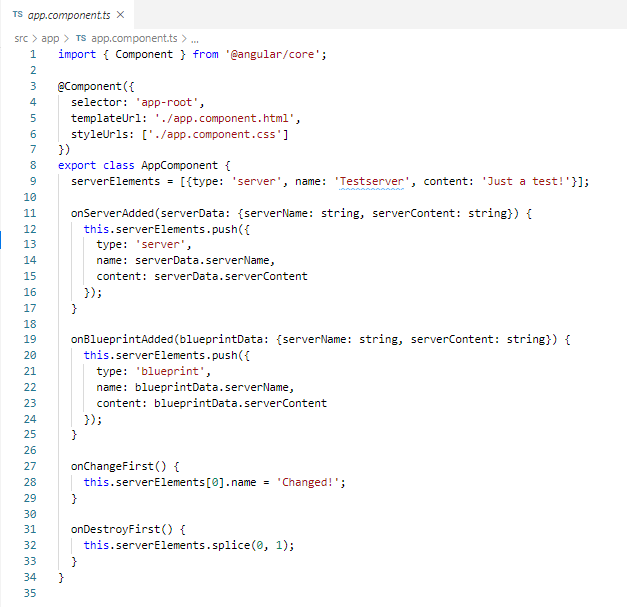 TS app.component.ts ×
src > app > TS app.component.ts > ...
1 import { Component } from '@angular/core';
2
3 @Component({
4   selector: 'app-root',
5   templateUrl: './app.component.html',
6   styleUrls: ['./app.component.css']
7 })
8 export class AppComponent {
9   serverElements = [{type: 'server', name: 'Testserver', content: 'Just a test!'}];
10
11   onServerAdded(serverData: {serverName: string, serverContent: string}) {
12     this.serverElements.push({
13       type: 'server',
14       name: serverData.serverName,
15       content: serverData.serverContent
16     });
17   }
18
19   onBlueprintAdded(blueprintData: {serverName: string, serverContent: string}) {
20     this.serverElements.push({
21       type: 'blueprint',
22       name: blueprintData.serverName,
23       content: blueprintData.serverContent
24     });
25   }
26
27   onChangeFirst() {
28     this.serverElements[0].name = 'Changed!';
29   }
30
31   onDestroyFirst() {
32     this.serverElements.splice(0, 1);
33   }
34 }
35